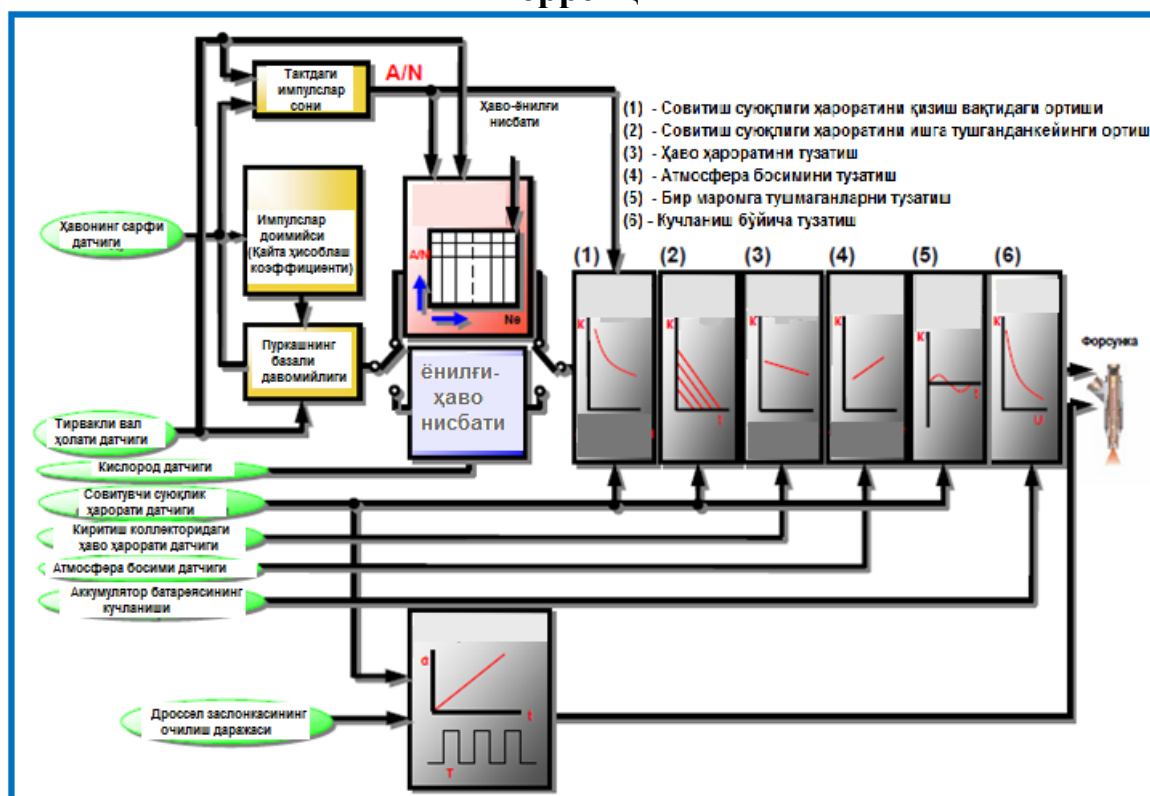 Тактдаги
импулслар
сони
A/N
Ҳаво-ёнилғи
нисбати
(1) - Совитиш суюқлиги ҳароратини қизиш вақтидаги ортиши
(2) - Совитиш суюқлиги ҳароратини ишга тушганданкейинги ортиш
(3) - Ҳаво ҳароратини тузатиш
(4) - Атмосфера босимини тузатиш
(5) - Бир маромга тушмаганларни тузатиш
(6) - Кучланиш бўйича тузатиш
Ҳавонинг сарфи
датчиги
Импулслар
доимийси
(Қайта ҳисоблаш
коэффициенти)
A/N
Ne
(1) (2) (3) (4) (5) (6)
K
K
K
K
t
t
U
Форсунка
Пуркашнинг
базали
давомийлиги
ёнилғи-
ҳаво
нисбати
Тирвакли вал
ҳолати датчиги
Кислород датчиги
Совитувчи суюқлик
ҳарорати датчиги
Киритиш коллекторидаги
ҳаво ҳарорати датчиги
Атмосфера босими датчиги
Аккумулятор батареясининг
кучланиши
Дроссел заслонкасининг
очилиш даражаси
α
t
T